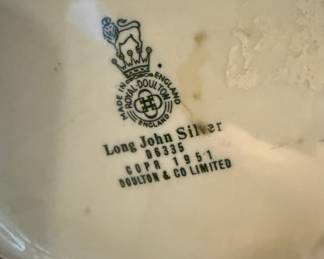 MADE IN ENGLAND
ROYAL·DOULTON
ENGLAND
Long John Silver
D6335
COPR 1951
DOULTON & CO LIMITED